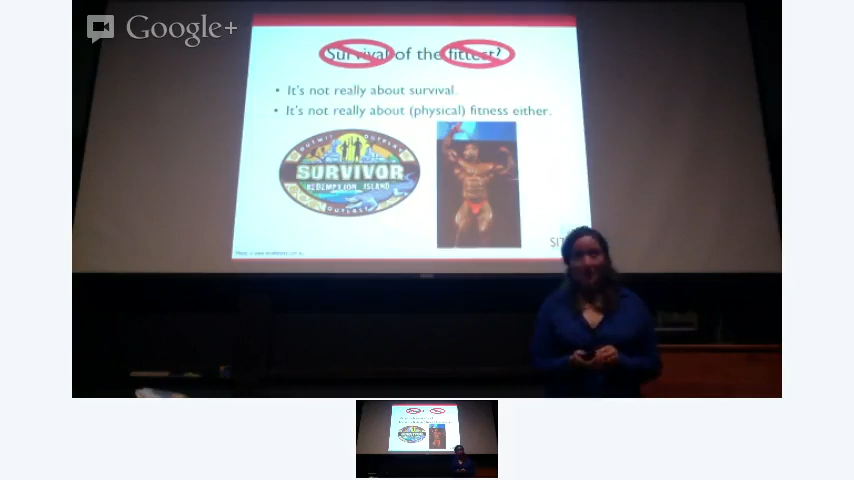 Google+
Survival of the fittest?
• It's not really about survival.
• It's not really about (physical) fitness either.
OUTWIT OUTPLAY
SURVIVOR
REDEMPTION ISLAND
OUTLAST